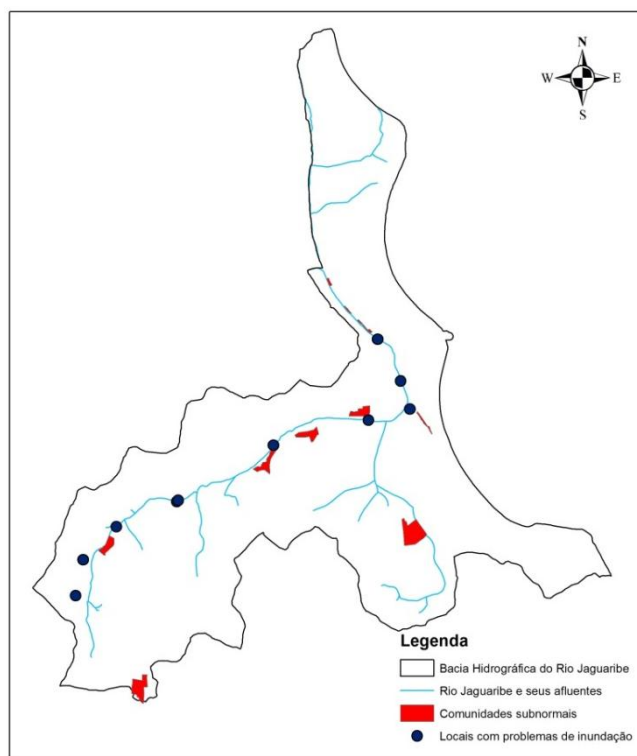 N
W E
S
Legenda
Bacia Hidrográfica do Rio Jaguaribe
Rio Jaguaribe e seus afluentes
Comunidades subnormais
Locais com problemas de inundação